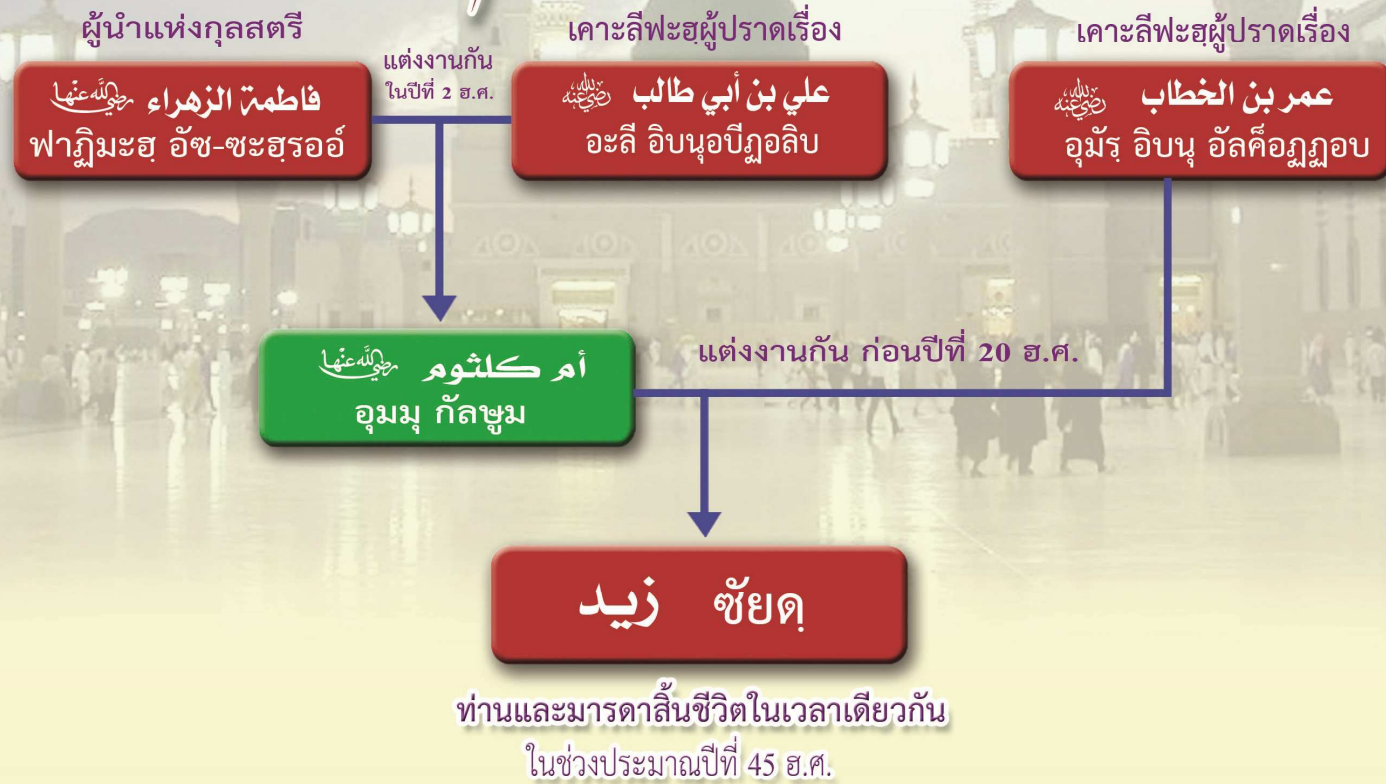 ผู้นำแห่งกุลสตรี
แต่งงานกัน
ในปีที่ 2 ฮ.ศ.
เคาะลีฟะฮฺผู้ปราดเรื่อง
เคาะลีฟะฮฺผู้ปราดเรื่อง
فاطمة الزهراء رضي الله عنها
ฟาฏิมะฮฺ อัซ-ซะฮฺรออ์
علي بن أبي طالب رضي الله عنه
อะลี อิบนุอบีฏอลิบ
عمر بن الخطاب رضي الله عنه
อุมัรฺ อิบนุ อัลค็อฏฏอบ
أم كلثوم رضي الله عنها
อุมมุ กัลษูม
แต่งงานกัน ก่อนปีที่ 20 ฮ.ศ.
زيد ซัยดฺ
ท่านและมารดาสิ้นชีวิตในเวลาเดียวกัน
ในช่วงประมาณปีที่ 45 ฮ.ศ.